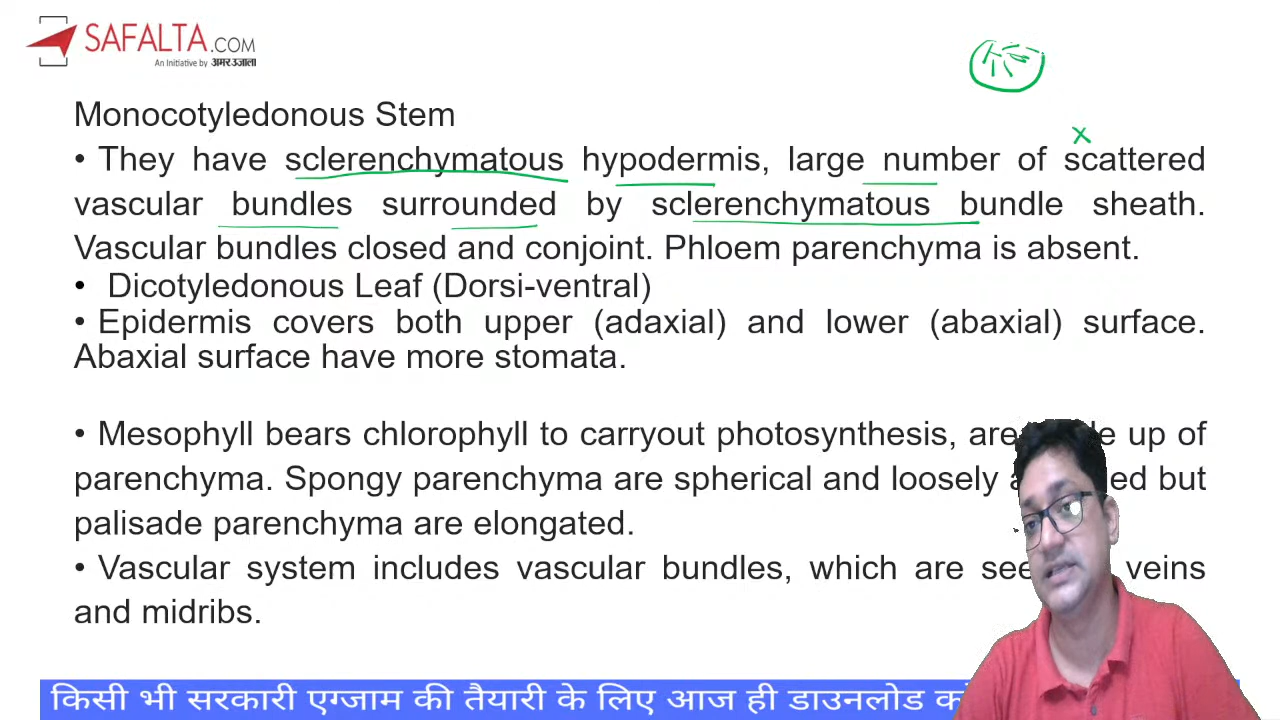 SAFALTA.COM
An Initiative by अमर उजाला
Monocotyledonous Stem
• They have sclerenchymatous hypodermis, large number of scattered
vascular bundles surrounded by sclerenchymatous bundle sheath.
Vascular bundles closed and conjoint. Phloem parenchyma is absent.
• Dicotyledonous Leaf (Dorsi-ventral)
• Epidermis covers both upper (adaxial) and lower (abaxial) surface.
Abaxial surface have more stomata.
• Mesophyll bears chlorophyll to carryout photosynthesis, are up of
parenchyma. Spongy parenchyma are spherical and loosely but
palisade parenchyma are elongated.
• Vascular system includes vascular bundles, which are veins
and midribs.
किसी भी सरकारी एग्जाम की तैयारी के लिए आज ही डाउनलोड